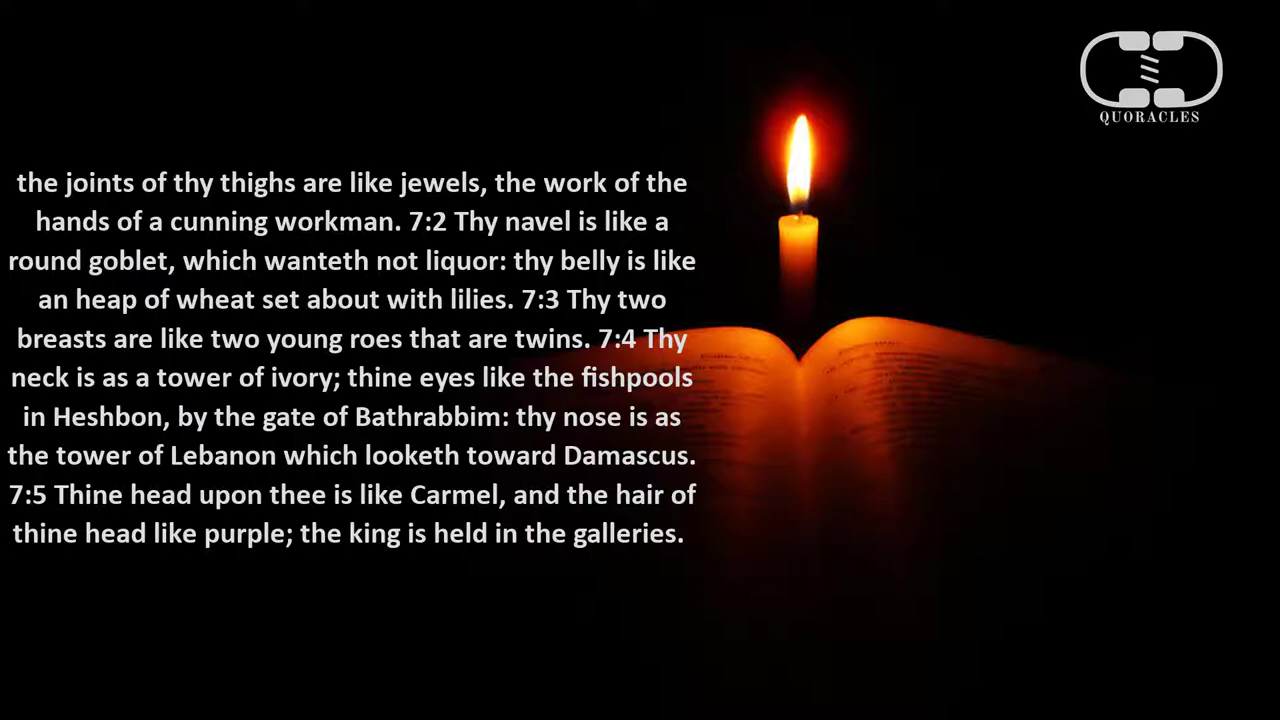 QUORACLES
the joints of thy thighs are like jewels, the work of the
hands of a cunning workman. 7:2 Thy navel is like a
round goblet, which wanteth not liquor: thy belly is like
an heap of wheat set about with lilies. 7:3 Thy two
breasts are like two young roes that are twins. 7:4 Thy
neck is as a tower of ivory; thine eyes like the fishpools
in Heshbon, by the gate of Bathrabbim: thy nose is as
the tower of Lebanon which looketh toward Damascus.
7:5 Thine head upon thee is like Carmel, and the hair of
thine head like purple; the king is held in the galleries.